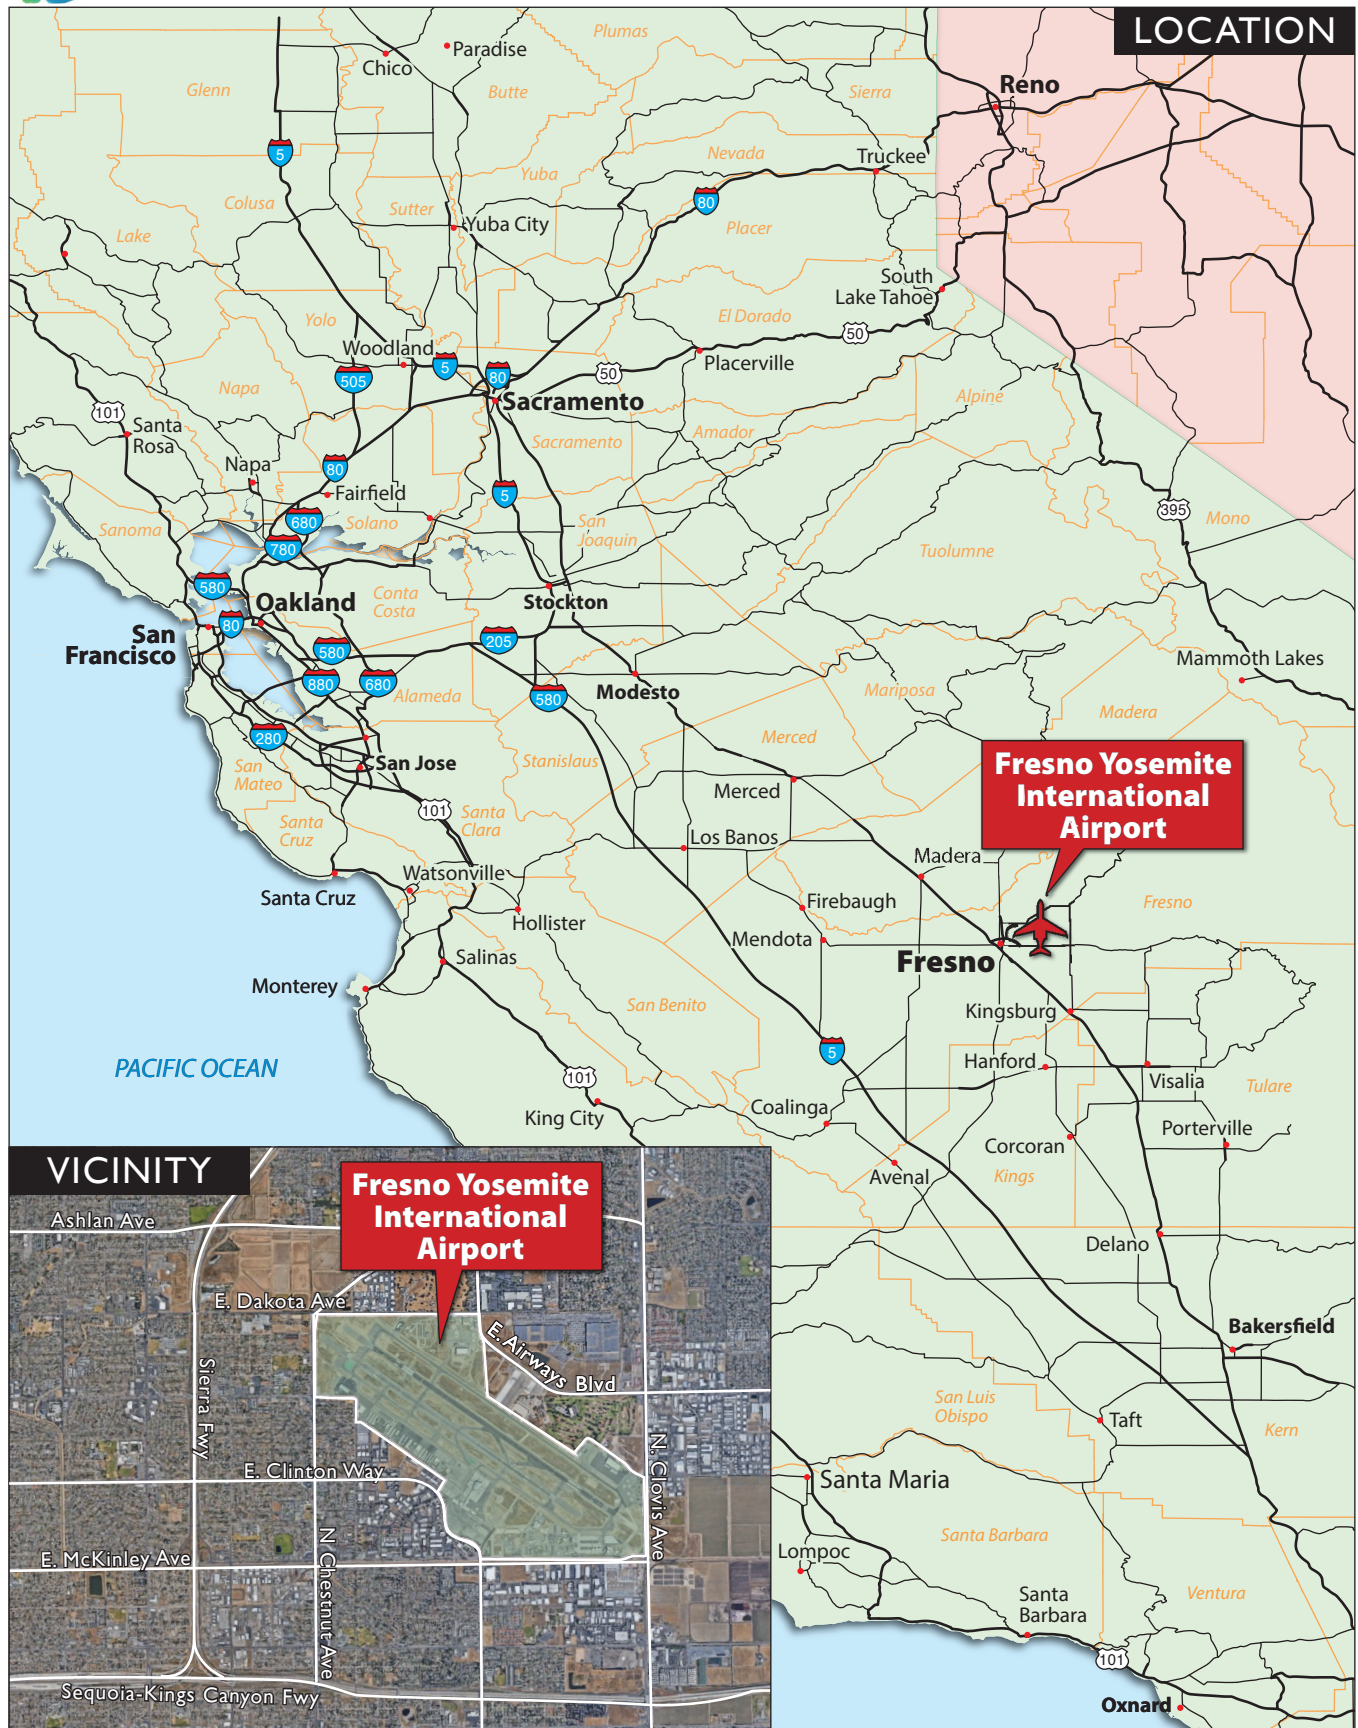 LOCATION
Paradise
Chico
Plumas
Glenn
Butte
Sierra
Reno
5
Nevada
Truckee
Yuba
80
Colusa
Sutter
Yuba City
Placer
Lake
South
Lake Tahoe
Yolo
El Dorado
50
Woodland
5
505
80
50
Placerville
Napa
Sacramento
Alpine
101
Santa
Rosa
Sacramento
Amador
Napa
80
Fairfield
5
680
Solano
San
Joaquin
395
Mono
Sanoma
780
Tuolumne
580
Conta
Costa
Oakland
Stockton
80
San
Francisco
580
205
Mammoth Lakes
880
680
Alameda
580
Modesto
Mariposa
Madera
280
Merced
San Jose
Stanislaus
San
Mateo
Merced
Fresno Yosemite
International
Airport
101
Santa
Clara
Santa
Cruz
Los Banos
Madera
Watsonville
Santa Cruz
Firebaugh
Fresno
Hollister
Mendota
Salinas
Fresno
Monterey
San Benito
Kingsburg
5
PACIFIC OCEAN
Hanford
101
Visalia
Tulare
King City
Coalinga
Porterville
Corcoran
Avenal
Kings
Delano
Bakersfield
San Luis
Obispo
Taft
Kern
Santa Maria
Santa Barbara
Lompoc
Ventura
Santa
Barbara
101
Oxnard
VICINITY
Fresno Yosemite
International
Airport
Ashlan Ave
E. Dakota Ave
E. Airways Blvd
Sierra Fwy
E. Clinton Way
N. Clovis Ave
N Chestnut Ave
E. McKinley Ave
Sequoia-Kings Canyon Fwy